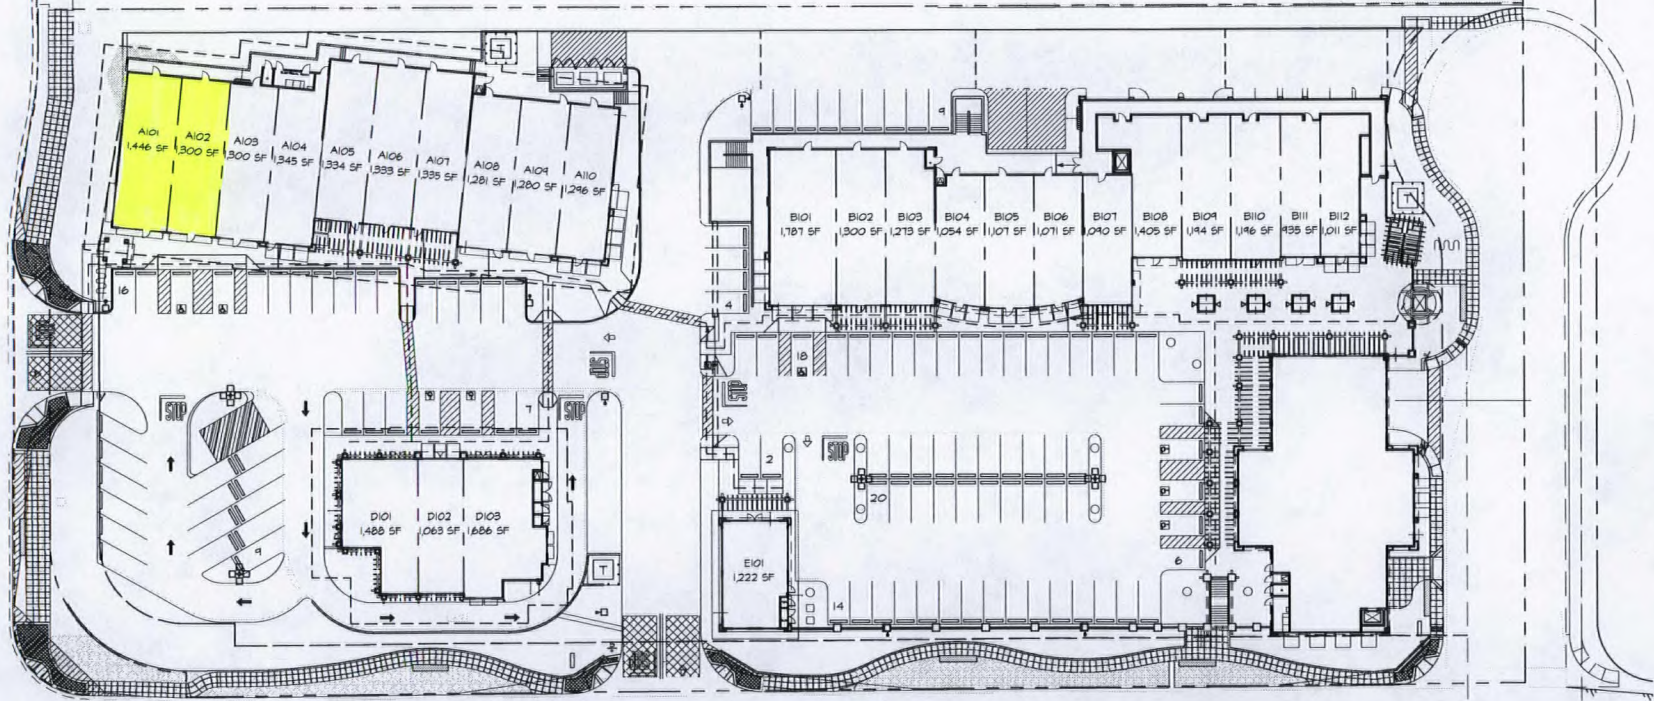 A101
1,446 SF
A102
1,300 SF
A103
1,300 SF
A104
1,345 SF
A105
1,334 SF
A106
1,333 SF
A107
1,335 SF
A108
1,281 SF
A109
1,280 SF
A110
1,296 SF
T
9
B101
1,787 SF
B102
1,300 SF
B103
1,273 SF
B104
1,054 SF
B105
1,107 SF
B106
1,071 SF
B107
1,090 SF
B108
1,405 SF
B109
1,194 SF
B110
1,196 SF
B111
935 SF
B112
1,011 SF
T
16
4
18
STOP
STOP
STOP
STOP
STOP
7
2
20
9
D101
1,488 SF
D102
1,063 SF
D103
1,686 SF
T
E101
1,222 SF
14
6